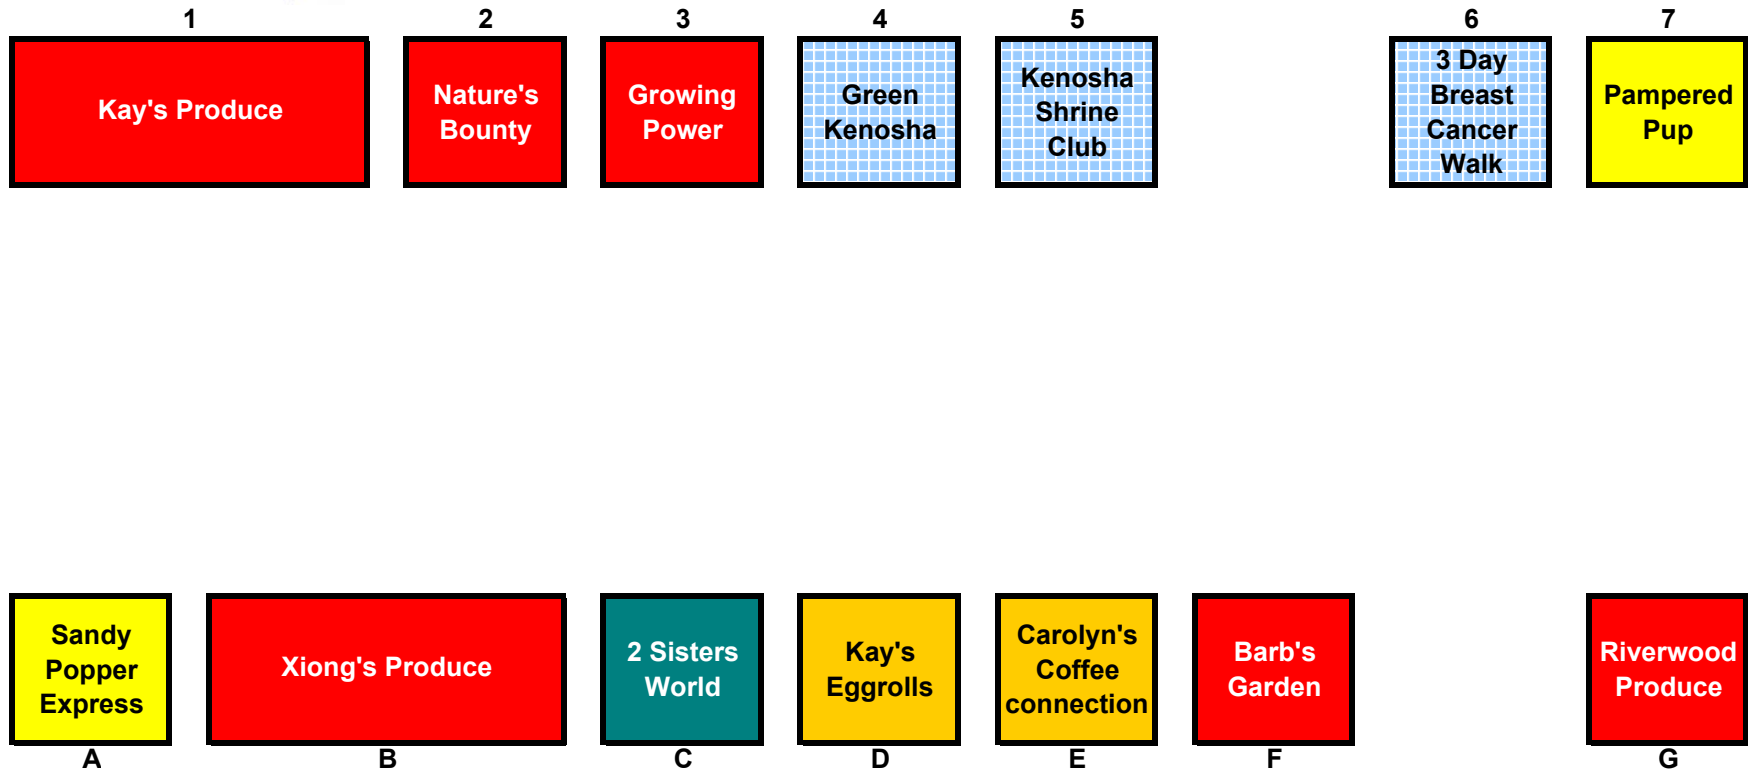 1 2 3 4 5 6 7
Kay's Produce
Nature's
Bounty
Growing
Power
Green
Kenosha
Kenosha
Shrine
Club
3 Day
Breast
Cancer
Walk
Pampered
Pup
Sandy
Popper
Express
Xiong's Produce
2 Sisters
World
Kay's
Eggrolls
Carolyn's
Coffee
connection
Barb's
Garden
Riverwood
Produce
A B C D E F G